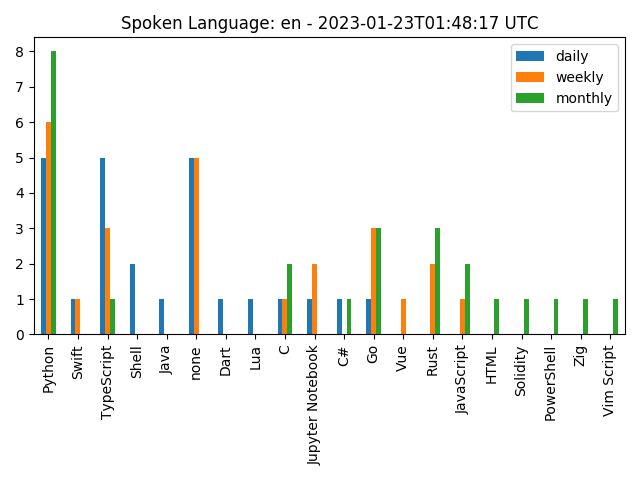 Spoken Language: en - 2023-01-23T01:48:17 UTC
daily
weekly
monthly
8
7
6
5
4
3
2
1
0
Python
Swift
TypeScript
Shell
Java
none
Dart
Lua
C
Jupyter Notebook
C#
Go
Vue
Rust
JavaScript
HTML
Solidity
PowerShell
Zig
Vim Script